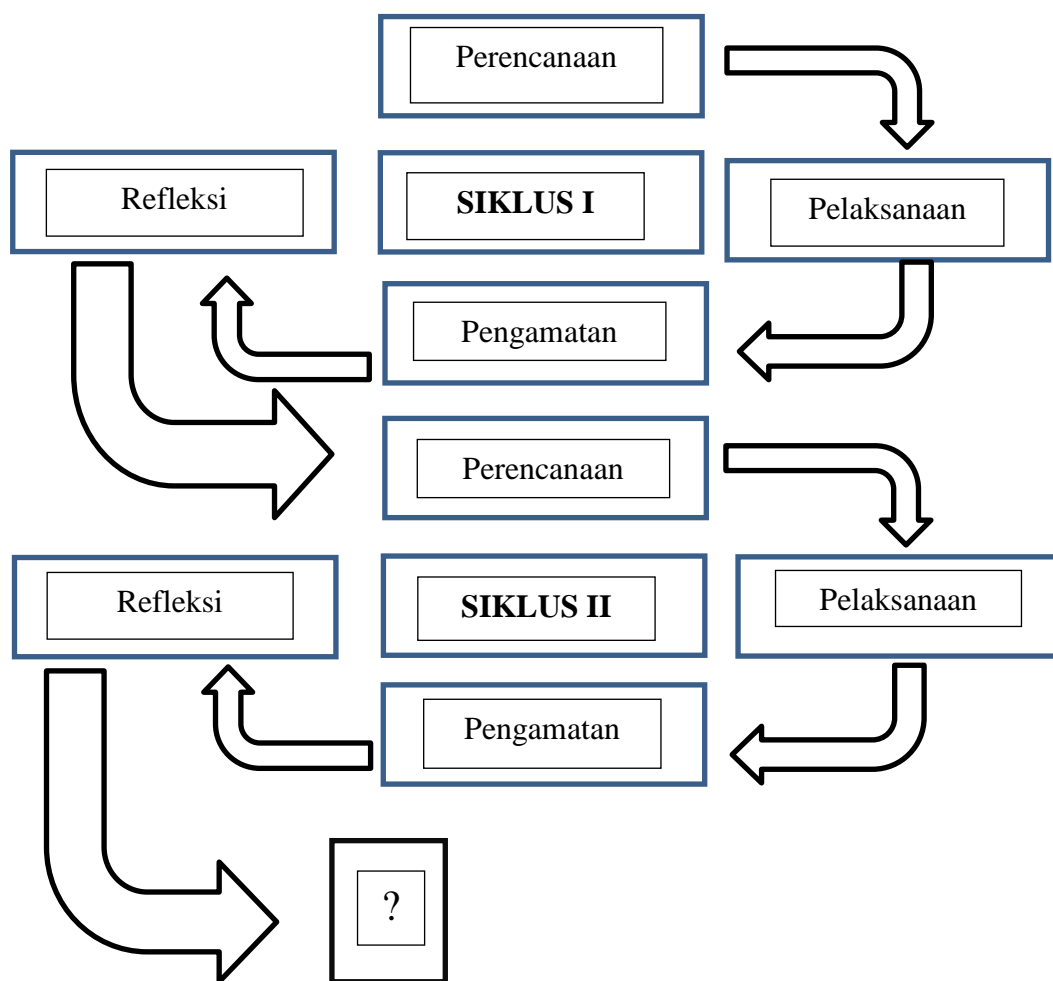 Perencanaan
Refleksi
SIKLUS I
Pelaksanaan
Pengamatan
Perencanaan
Refleksi
SIKLUS II
Pelaksanaan
Pengamatan
?